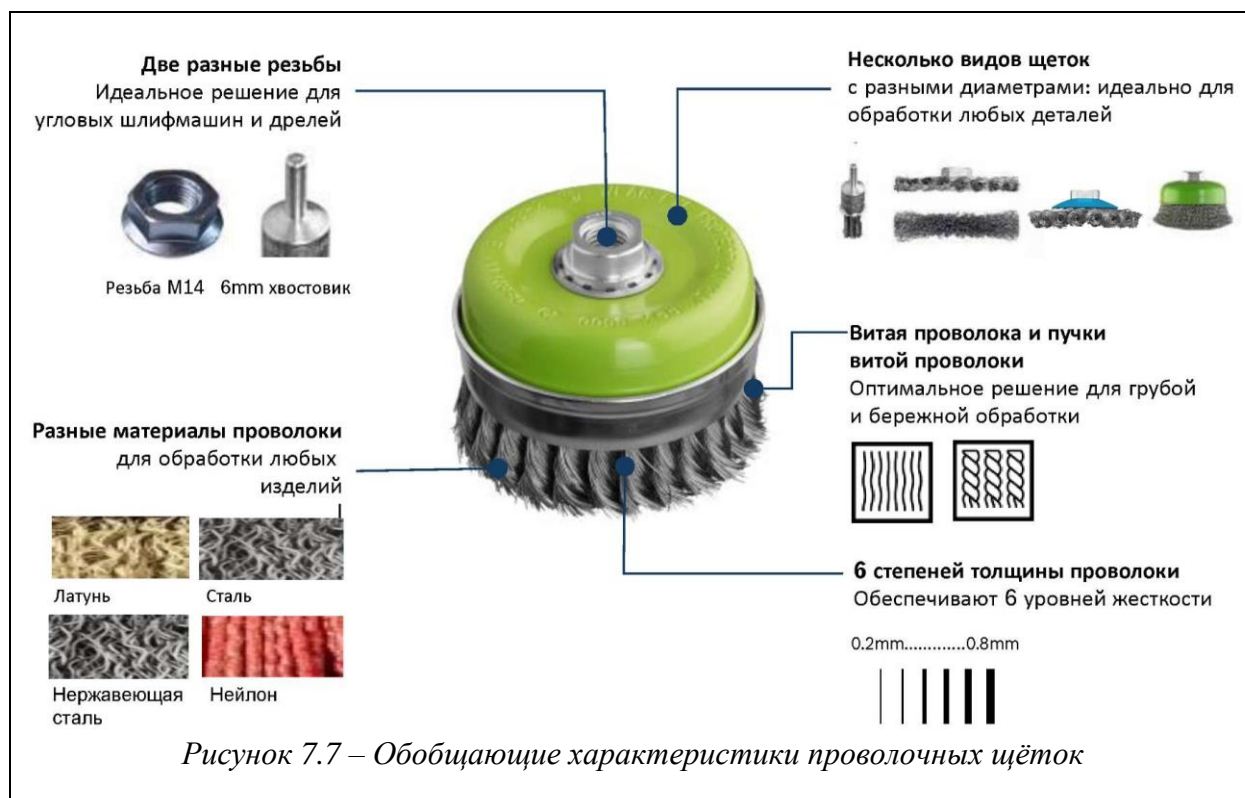 Две разные резьбы
Идеальное решение для
угловых шлифмашин и дрелей
Резьба M14 6mm хвостовик
Несколько видов щеток
с разными диаметрами: идеально для
обработки любых деталей
Витая проволока и пучки
витой проволоки
Оптимальное решение для грубой
и бережной обработки
Разные материалы проволоки
для обработки любых
изделий
Латунь Сталь
Нержавеющая
сталь
Нейлон
6 степеней толщины проволоки
Обеспечивают 6 уровней жесткости
0.2mm.............0.8mm
Рисунок 7.7 – Обобщающие характеристики проволочных щёток